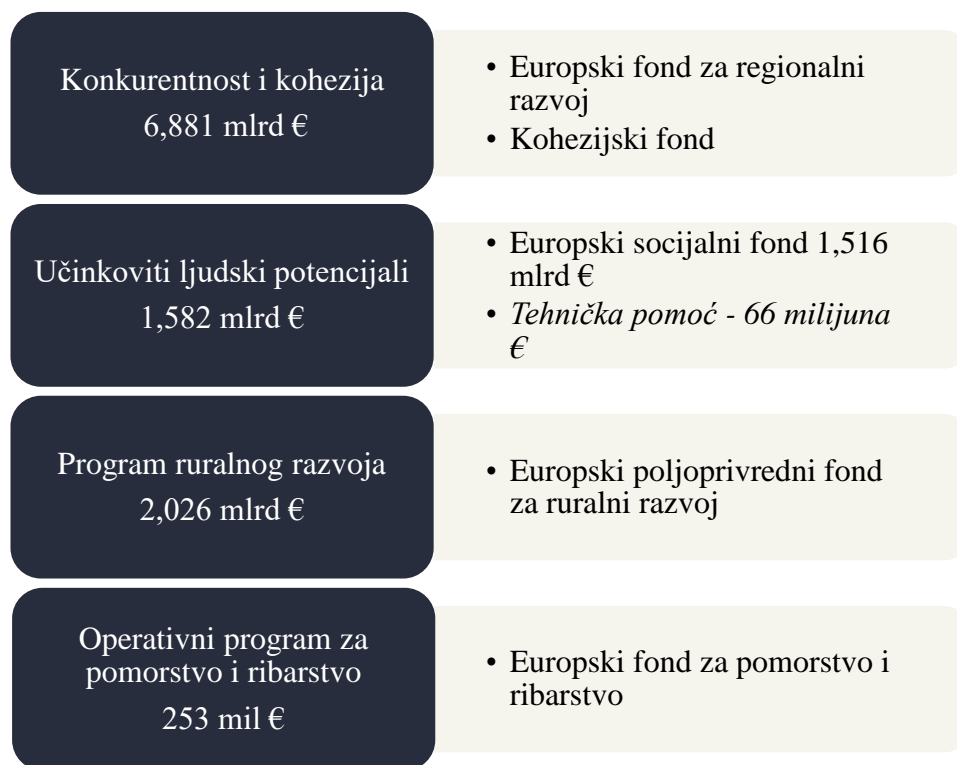 Konkurentnost i kohezija
6,881 mlrd €
• Europski fond za regionalni
razvoj
• Kohezijski fond
Učinkoviti ljudski potencijali
1,582 mlrd €
• Europski socijalni fond 1,516
mlrd €
• Tehnička pomoć - 66 milijuna
€
Program ruralnog razvoja
2,026 mlrd €
• Europski poljoprivredni fond
za ruralni razvoj
Operativni program za
pomorstvo i ribarstvo
253 mil €
• Europski fond za pomorstvo i
ribarstvo